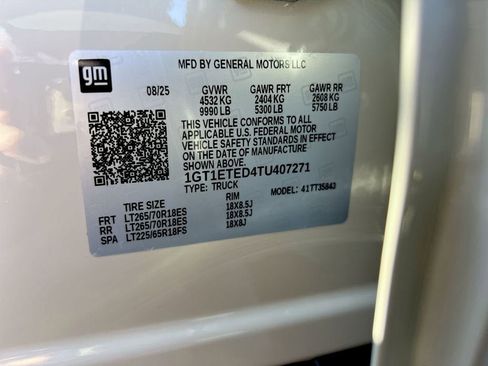 MFD BY GENERAL MOTORS LLC
gm
08/25 GVWR GAWR FRT GAWR RR
4532 KG 2404 KG 2608 KG
9990 LB 5300 LB 5750 LB
THIS VEHICLE CONFORMS TO ALL
APPLICABLE U.S. FEDERAL MOTOR
VEHICLE SAFETY STANDARDS IN EFFECT
ON THE DATE OF MANUFACTURE
SHOWN ABOVE.
1GT1ETED4TU407271
TYPE: TRUCK MODEL: 41TT35843
TIRE SIZE RIM
FRT LT265/70R18ES 18X8.5J
RR LT265/70R18ES 18X8.5J
SPA LT225/65R18FS 18X8J